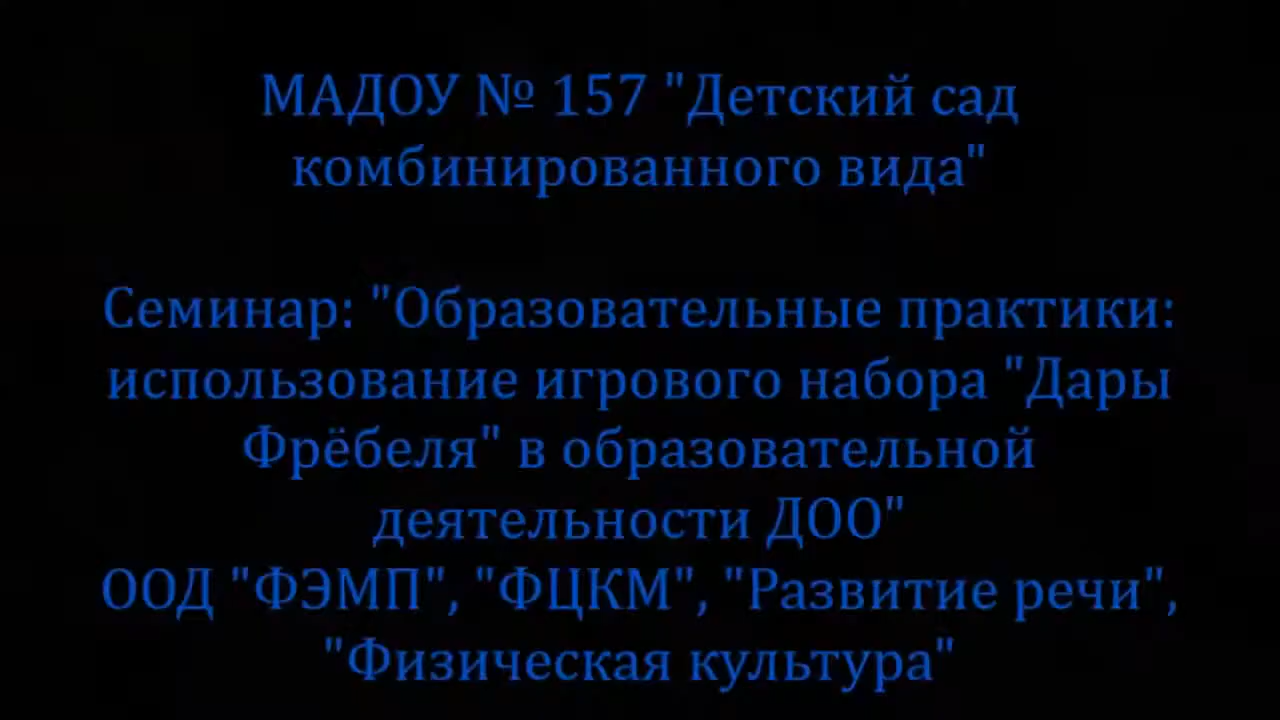 МАДОУ № 157 "Детский сад
комбинированного вида"
Семинар: "Образовательные практики:
использование игрового набора "Дары
Фрёбеля" в образовательной
деятельности ДОО"
ООД "ФЭМП", "ФЦКМ", "Развитие речи",
"Физическая культура"